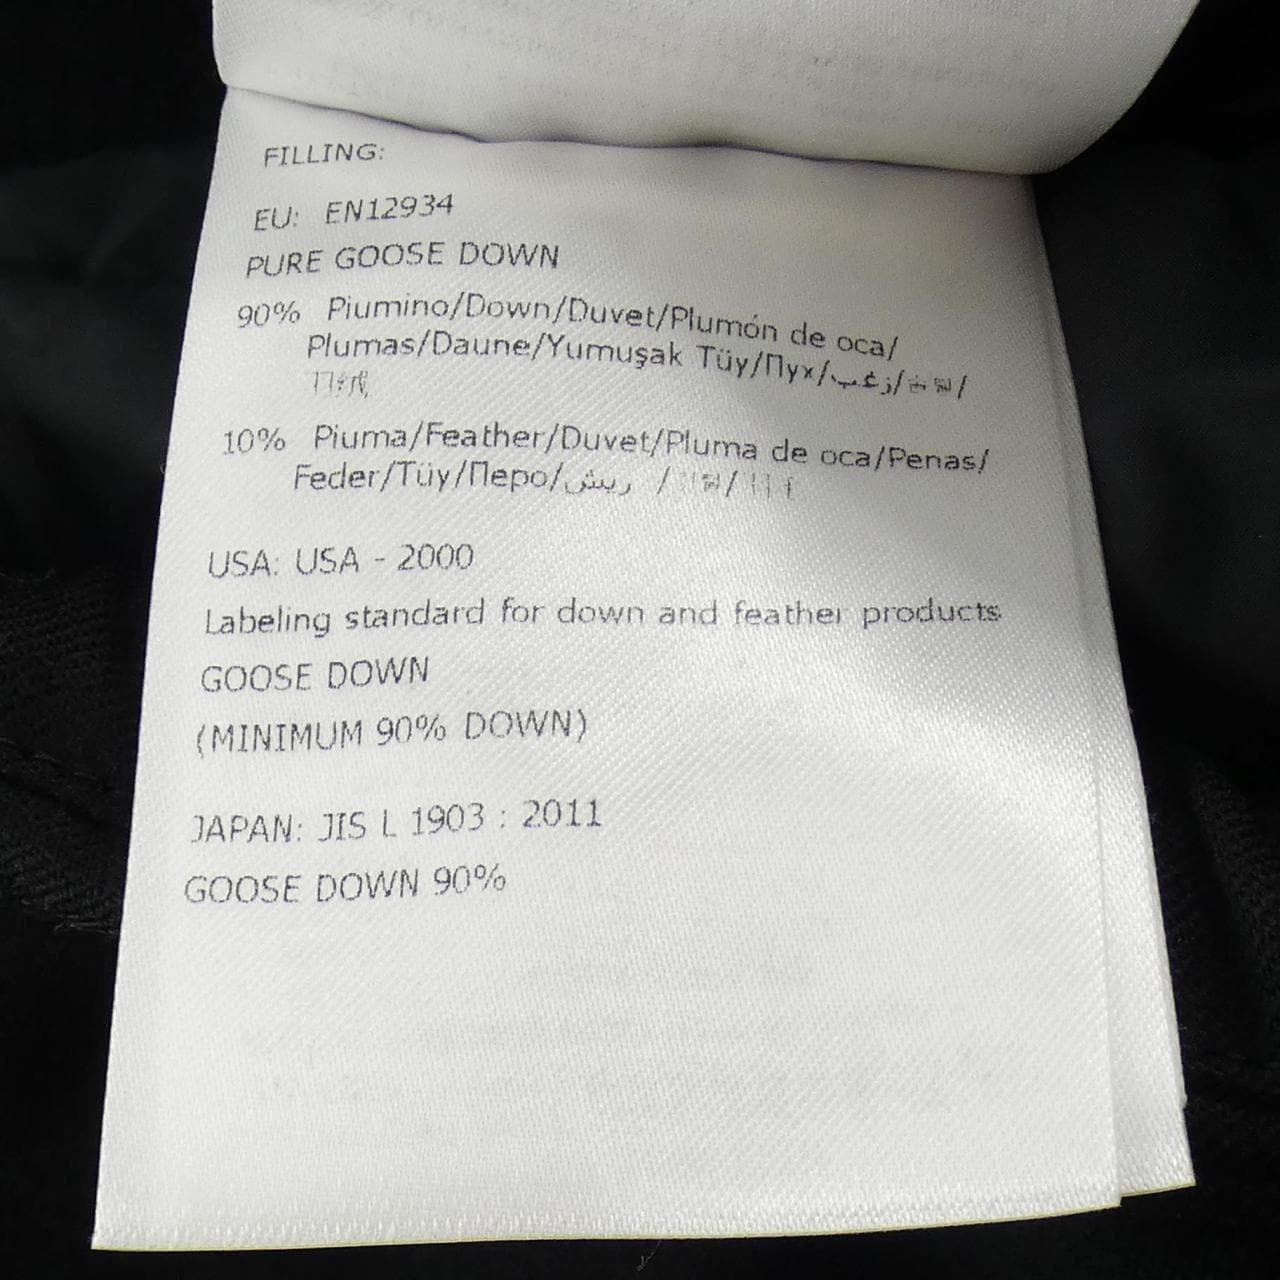 FILLING:
EU: EN12934
PURE GOOSE DOWN
90% Piumino/Down/Duvet/Plumón de oca/
Plumas/Daune/Yumuşak Tüy/Пух/زغب/
10% Piuma/Feather/Duvet/Pluma de oca/Penas/
Feder/Tüy/Перо/ريش /
USA: USA - 2000
Labeling standard for down and feather products
GOOSE DOWN
(MINIMUM 90% DOWN)
JAPAN: JIS L 1903 : 2011
GOOSE DOWN 90%